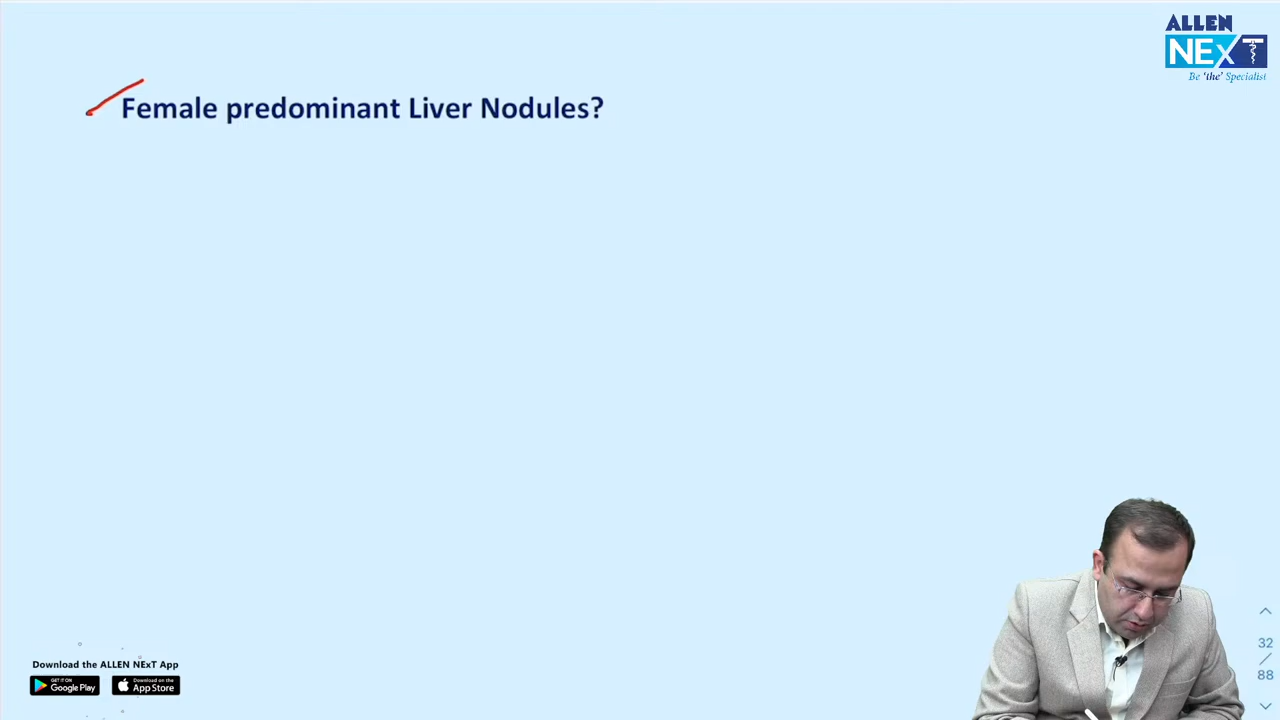 ALLEN
NExT
Be 'the' Specialist
Female predominant Liver Nodules?
32
/
88
Download the ALLEN NExT App
GET IT ON
Google Play
Download on the
App Store